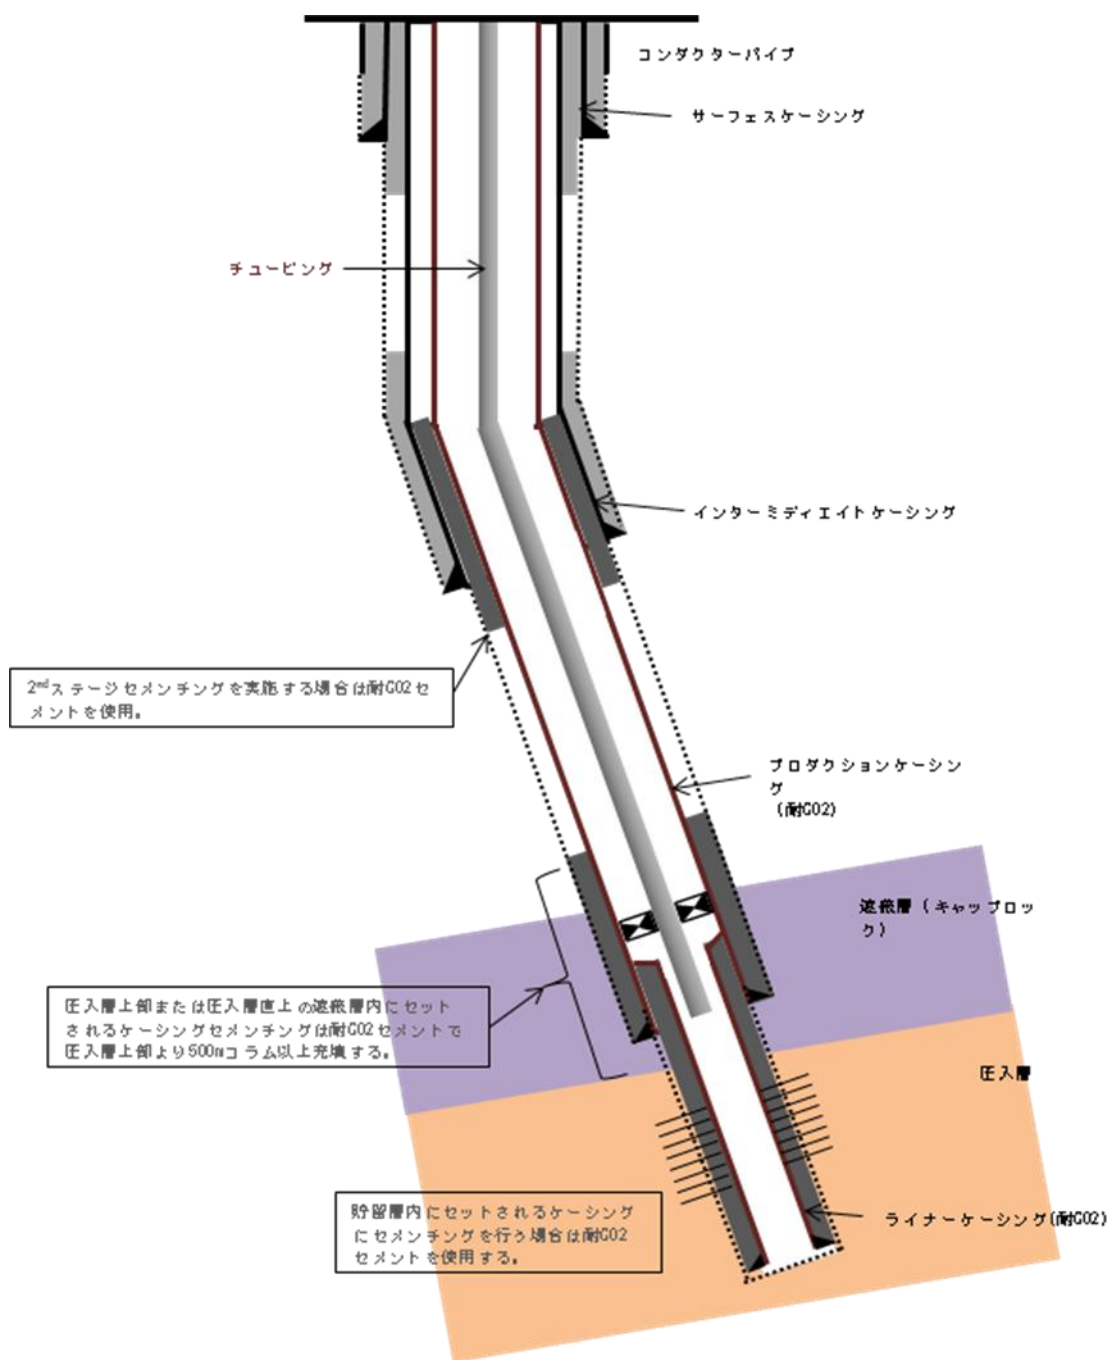 コンダクターパイプ
サーフェスケーシング
チュービング
インターミディエイトケーシング
2ndステージセメンチングを実施する場合は耐CO2セ
メントを使用。
プロダクションケーシン
グ
(耐CO2)
遮蔽層(キャップロッ
ク)
圧入層上部または圧入層直上の遮蔽層内にセット
されるケーシングセメンチングは耐CO2セメントで
圧入層上部より500mコラム以上充填する。
圧入層
貯留層内にセットされるケーシング
にセメンチングを行う場合は耐CO2
セメントを使用する。
ライナーケーシング(耐CO2)